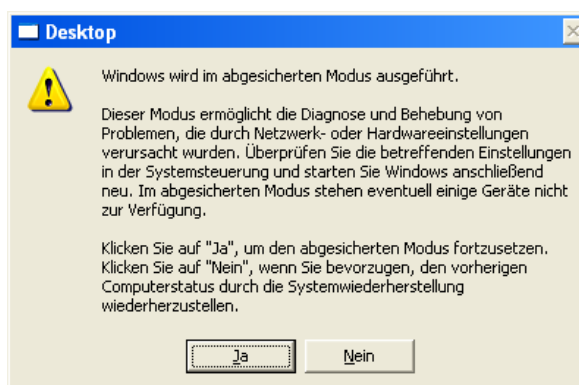 Desktop
Windows wird im abgesicherten Modus ausgeführt.
Dieser Modus ermöglicht die Diagnose und Behebung von
Problemen, die durch Netzwerk- oder Hardwareeinstellungen
verursacht wurden. Überprüfen Sie die betreffenden Einstellungen
in der Systemsteuerung und starten Sie Windows anschließend
neu. Im abgesicherten Modus stehen eventuell einige Geräte nicht
zur Verfügung.
Klicken Sie auf "Ja", um den abgesicherten Modus fortzusetzen.
Klicken Sie auf "Nein", wenn Sie bevorzugen, den vorherigen
Computerstatus durch die Systemwiederherstellung
wiederherzustellen.
Ja Nein